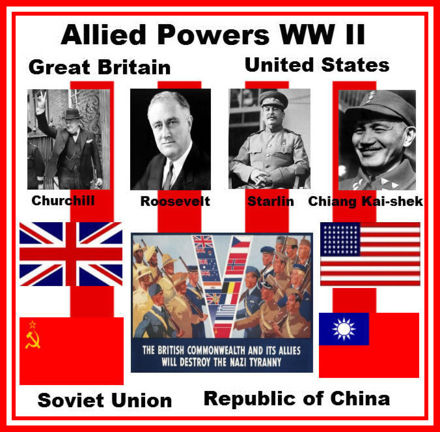 Allied Powers WW II
Great Britain
United States
Churchill
Roosevelt
Starlin
Chiang Kai-shek
THE BRITISH COMMONWEALTH AND ITS ALLIES
WILL DESTROY THE NAZI TYRANNY
Soviet Union
Republic of China